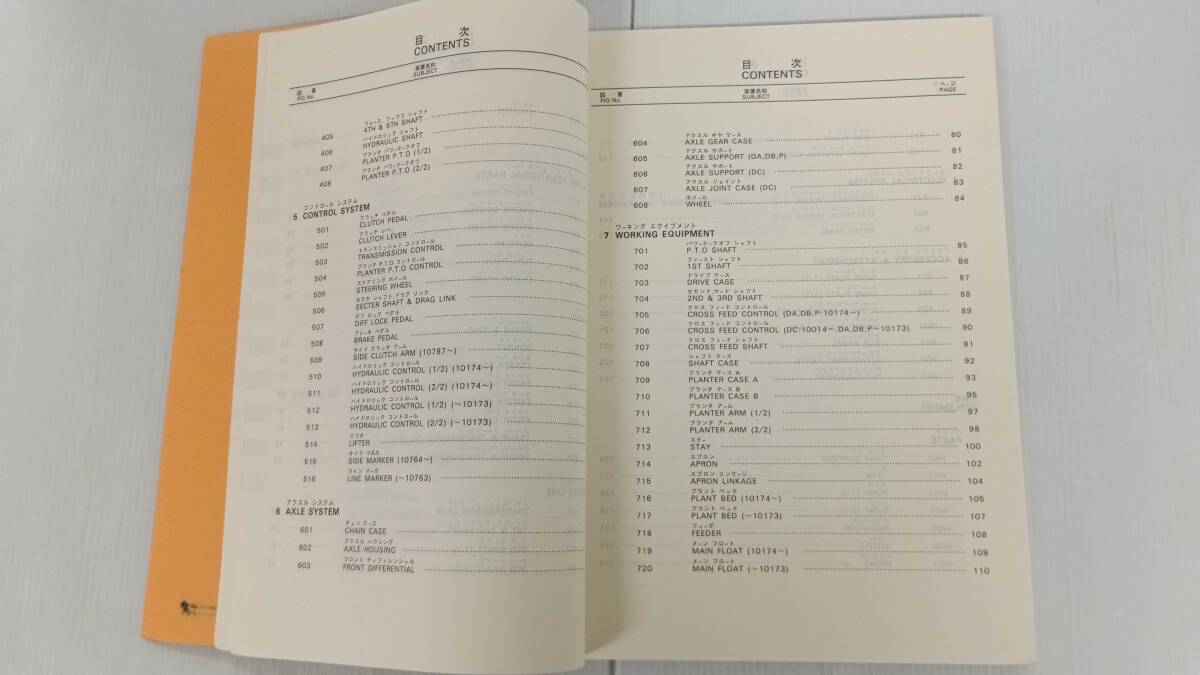 目 次
CONTENTS
装置名称
SUBJECT
図 番
FIG.No.
フォース、フィフス シャフト
405 4TH & 5TH SHAFT
ハイドロリック シャフト
406 HYDRAULIC SHAFT
プランタ パワーテークオフ
407 PLANTER P.T.O (1/2)
プランタ パワーテークオフ
408 PLANTER P.T.O (2/2)
コントロール システム
5 CONTROL SYSTEM
クラッチ ペダル
501 CLUTCH PEDAL
クラッチ レバー
502 CLUTCH LEVER
トランスミッション コントロール
503 TRANSMISSION CONTROL
プランタ P.T.O コントロール
504 PLANTER P.T.O CONTROL
ステアリング ホイール
505 STEERING WHEEL
セクタ シャフト,ドラグ リンク
506 SECTER SHAFT & DRAG LINK
デフ ロック ペダル
507 DIFF LOCK PEDAL
ブレーキ ペダル
508 BRAKE PEDAL
サイド クラッチ アーム
509 SIDE CLUTCH ARM (10787〜)
ハイドロリック コントロール
510 HYDRAULIC CONTROL (1/2) (10174〜)
ハイドロリック コントロール
511 HYDRAULIC CONTROL (2/2) (10174〜)
ハイドロリック コントロール
512 HYDRAULIC CONTROL (1/2) (〜10173)
ハイドロリック コントロール
513 HYDRAULIC CONTROL (2/2) (〜10173)
リフタ
514 LIFTER
サイド マーカ
515 SIDE MARKER (10764〜)
ライン マーカ
516 LINE MARKER (〜10763)
アクスル システム
6 AXLE SYSTEM
チェン ケース
601 CHAIN CASE
アクスル ハウジング
602 AXLE HOUSING
フロント ディファレンシャル
603 FRONT DIFFERENTIAL
目 次
CONTENTS
図 番
FIG.No.
装置名称
SUBJECT
ページ
PAGE
アクスル ギヤ ケース
604 AXLE GEAR CASE 80
アクスル サポート
605 AXLE SUPPORT (DA,DB,P) 81
アクスル サポート
606 AXLE SUPPORT (DC) 82
アクスル ジョイント
607 AXLE JOINT CASE (DC) 83
ホイール
608 WHEEL 84
ワーキング エクイプメント
7 WORKING EQUIPMENT
パワーテークオフ シャフト
701 P.T.O SHAFT 85
ファースト シャフト
702 1ST SHAFT 86
ドライブ ケース
703 DRIVE CASE 87
セカンド,サード シャフト
704 2ND & 3RD SHAFT 88
クロス フィード コントロール
705 CROSS FEED CONTROL (DA,DB,P:10174〜) 89
クロス フィード コントロール
706 CROSS FEED CONTROL (DC:10014〜,DA,DB,P〜10173) 90
クロス フィード シャフト
707 CROSS FEED SHAFT 91
シャフト ケース
708 SHAFT CASE 92
プランタ ケース A
709 PLANTER CASE A 93
プランタ ケース B
710 PLANTER CASE B 95
プランタ アーム
711 PLANTER ARM (1/2) 97
プランタ アーム
712 PLANTER ARM (2/2) 98
ステー
713 STAY 100
エプロン
714 APRON 102
エプロン リンケージ
715 APRON LINKAGE 104
プラント ベッド
716 PLANT BED (10174〜) 105
プラント ベッド
717 PLANT BED (〜10173) 107
フィーダ
718 FEEDER 108
メーン フロート
719 MAIN FLOAT (10174〜) 109
メーン フロート
720 MAIN FLOAT (〜10173) 110